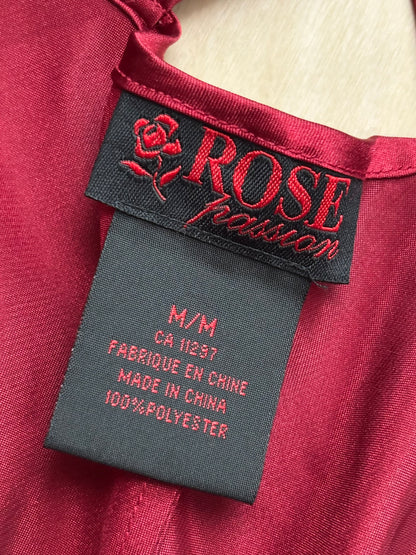 ROSE
passion
M/M
CA 11297
FABRIQUE EN CHINE
MADE IN CHINA
100%POLYESTER